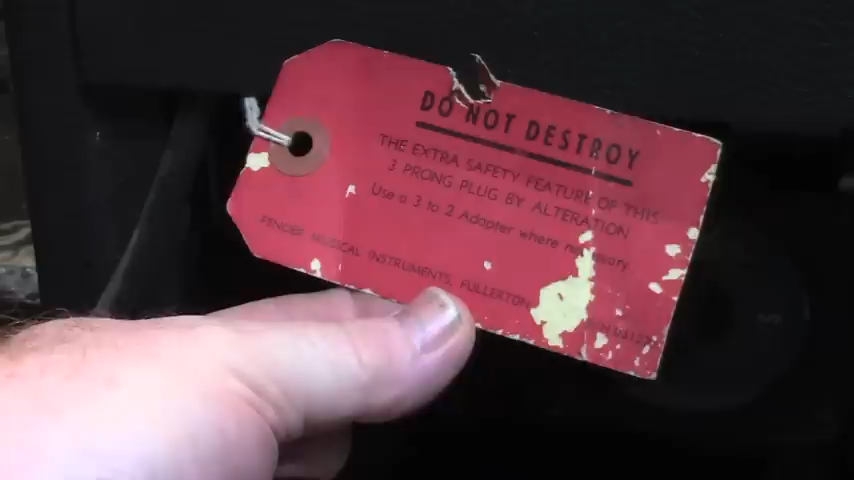 DO NOT DESTROY
THE EXTRA SAFETY FEATURE OF THIS
3 PRONG PLUG BY ALTERATION
Use a 3 to 2 Adapter where necessary
FENDER MUSICAL INSTRUMENTS, FULLERTON